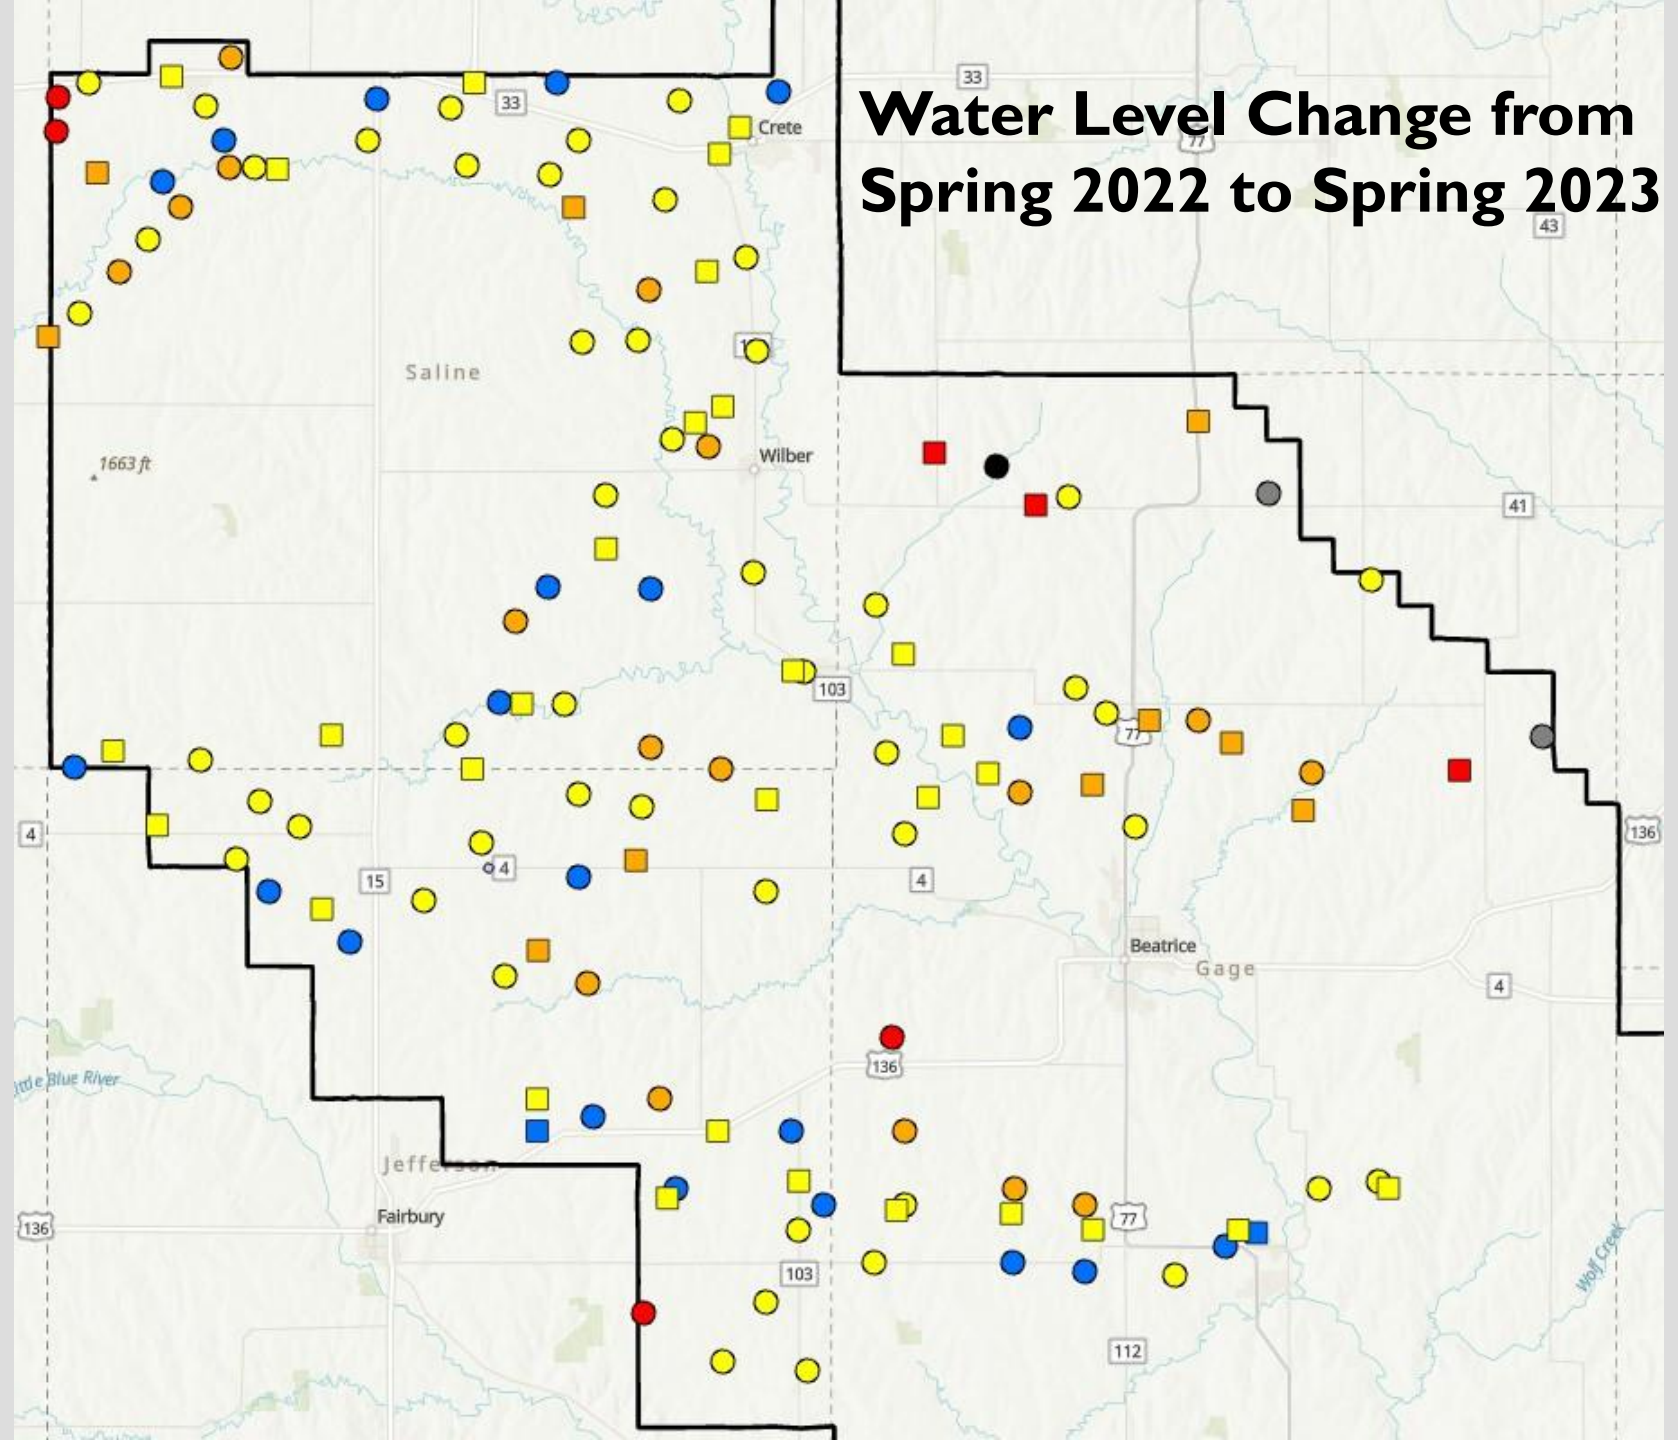 33
33
Water Level Change from
Spring 2022 to Spring 2023
Crete
77
43
Saline
Wilber
1663 ft
41
103
77
4
136
15
4
4
Beatrice
Gage
4
136
Little Blue River
Jefferson
Fairbury
136
77
103
Wolf Creek
112